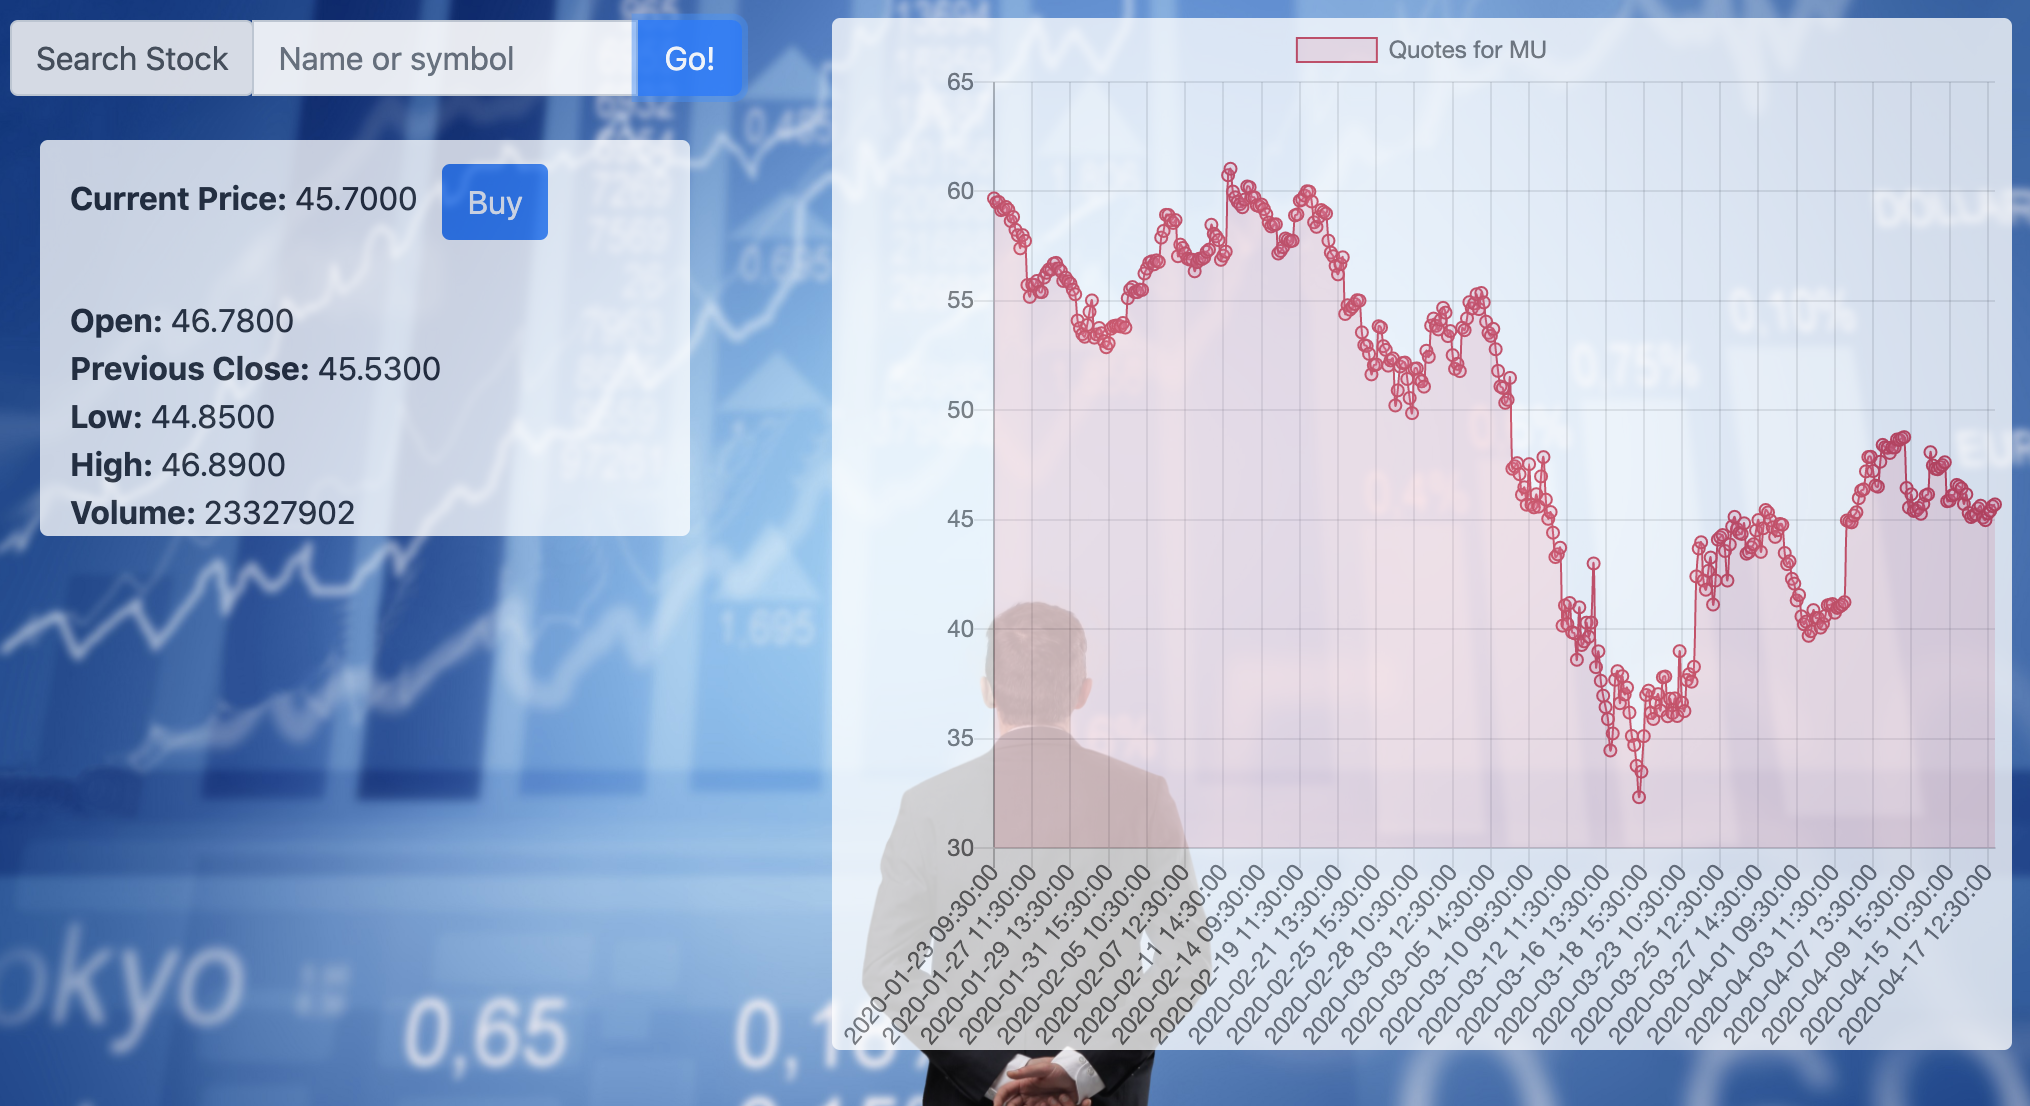 Search Stock
Name or symbol
Go!
Current Price: 45.7000
Buy
Open: 46.7800
Previous Close: 45.5300
Low: 44.8500
High: 46.8900
Volume: 23327902
Quotes for MU
65
60
55
50
45
40
35
30
2020-01-23 09:30:00
2020-01-27 11:30:00
2020-01-29 13:30:00
2020-01-31 15:30:00
2020-02-05 10:30:00
2020-02-07 12:30:00
2020-02-11 14:30:00
2020-02-14 09:30:00
2020-02-19 11:30:00
2020-02-21 13:30:00
2020-02-25 15:30:00
2020-02-28 10:30:00
2020-03-03 12:30:00
2020-03-05 14:30:00
2020-03-10 09:30:00
2020-03-12 11:30:00
2020-03-16 13:30:00
2020-03-18 15:30:00
2020-03-23 10:30:00
2020-03-25 12:30:00
2020-03-27 14:30:00
2020-04-01 09:30:00
2020-04-03 11:30:00
2020-04-07 13:30:00
2020-04-09 15:30:00
2020-04-15 10:30:00
2020-04-17 12:30:00
0,485
0,695
1,695
DOLLAR
0.10%
0.75%
EUR
okyo
0,65